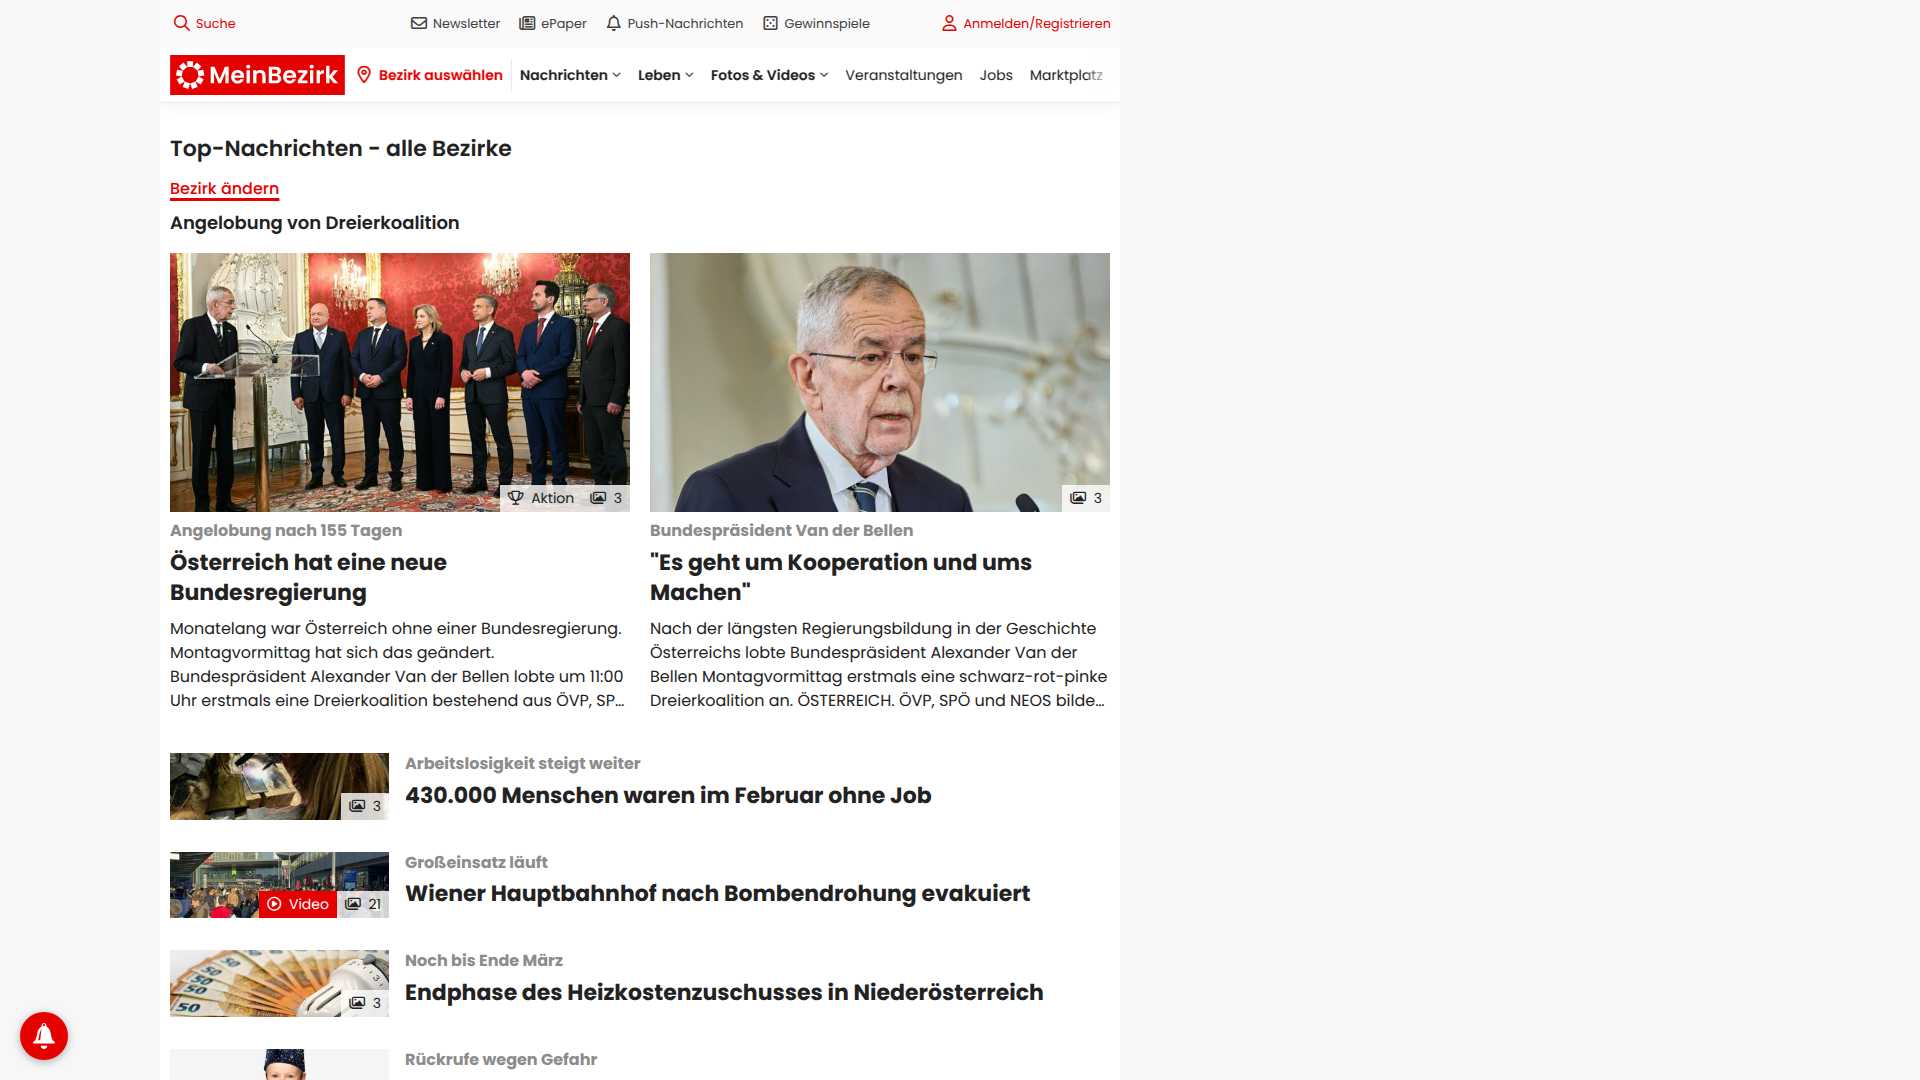 Suche
Newsletter
ePaper
Push-Nachrichten
Gewinnspiele
Anmelden/Registrieren
MeinBezirk
Bezirk auswählen
Nachrichten
Leben
Fotos & Videos
Veranstaltungen
Jobs
Marktplatz
Top-Nachrichten - alle Bezirke
Bezirk ändern
Angelobung von Dreierkoalition
Aktion
3
Angelobung nach 155 Tagen
Österreich hat eine neue
Bundesregierung
Monatelang war Österreich ohne einer Bundesregierung.
Montagvormittag hat sich das geändert.
Bundespräsident Alexander Van der Bellen lobte um 11:00
Uhr erstmals eine Dreierkoalition bestehend aus ÖVP, SP...
3
Bundespräsident Van der Bellen
"Es geht um Kooperation und ums
Machen"
Nach der längsten Regierungsbildung in der Geschichte
Österreichs lobte Bundespräsident Alexander Van der
Bellen Montagvormittag erstmals eine schwarz-rot-pinke
Dreierkoalition an. ÖSTERREICH. ÖVP, SPÖ und NEOS bilde...
3
Arbeitslosigkeit steigt weiter
430.000 Menschen waren im Februar ohne Job
Video
21
Großeinsatz läuft
Wiener Hauptbahnhof nach Bombendrohung evakuiert
50
50
50
50
50
3
Noch bis Ende März
Endphase des Heizkostenzuschusses in Niederösterreich
Rückrufe wegen Gefahr